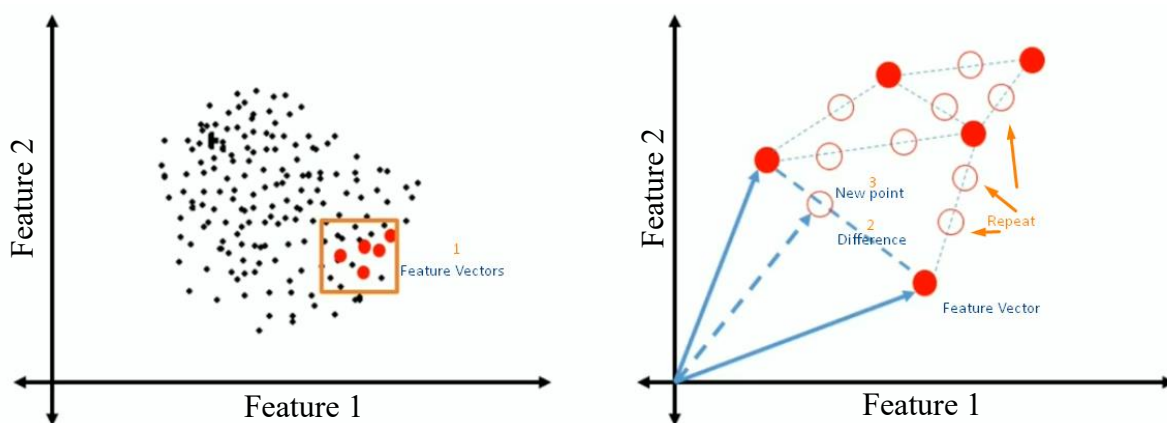 Feature 2
1
Feature Vectors
Feature 1
Feature 2
3
New point
2
Difference
Repeat
Feature Vector
Feature 1